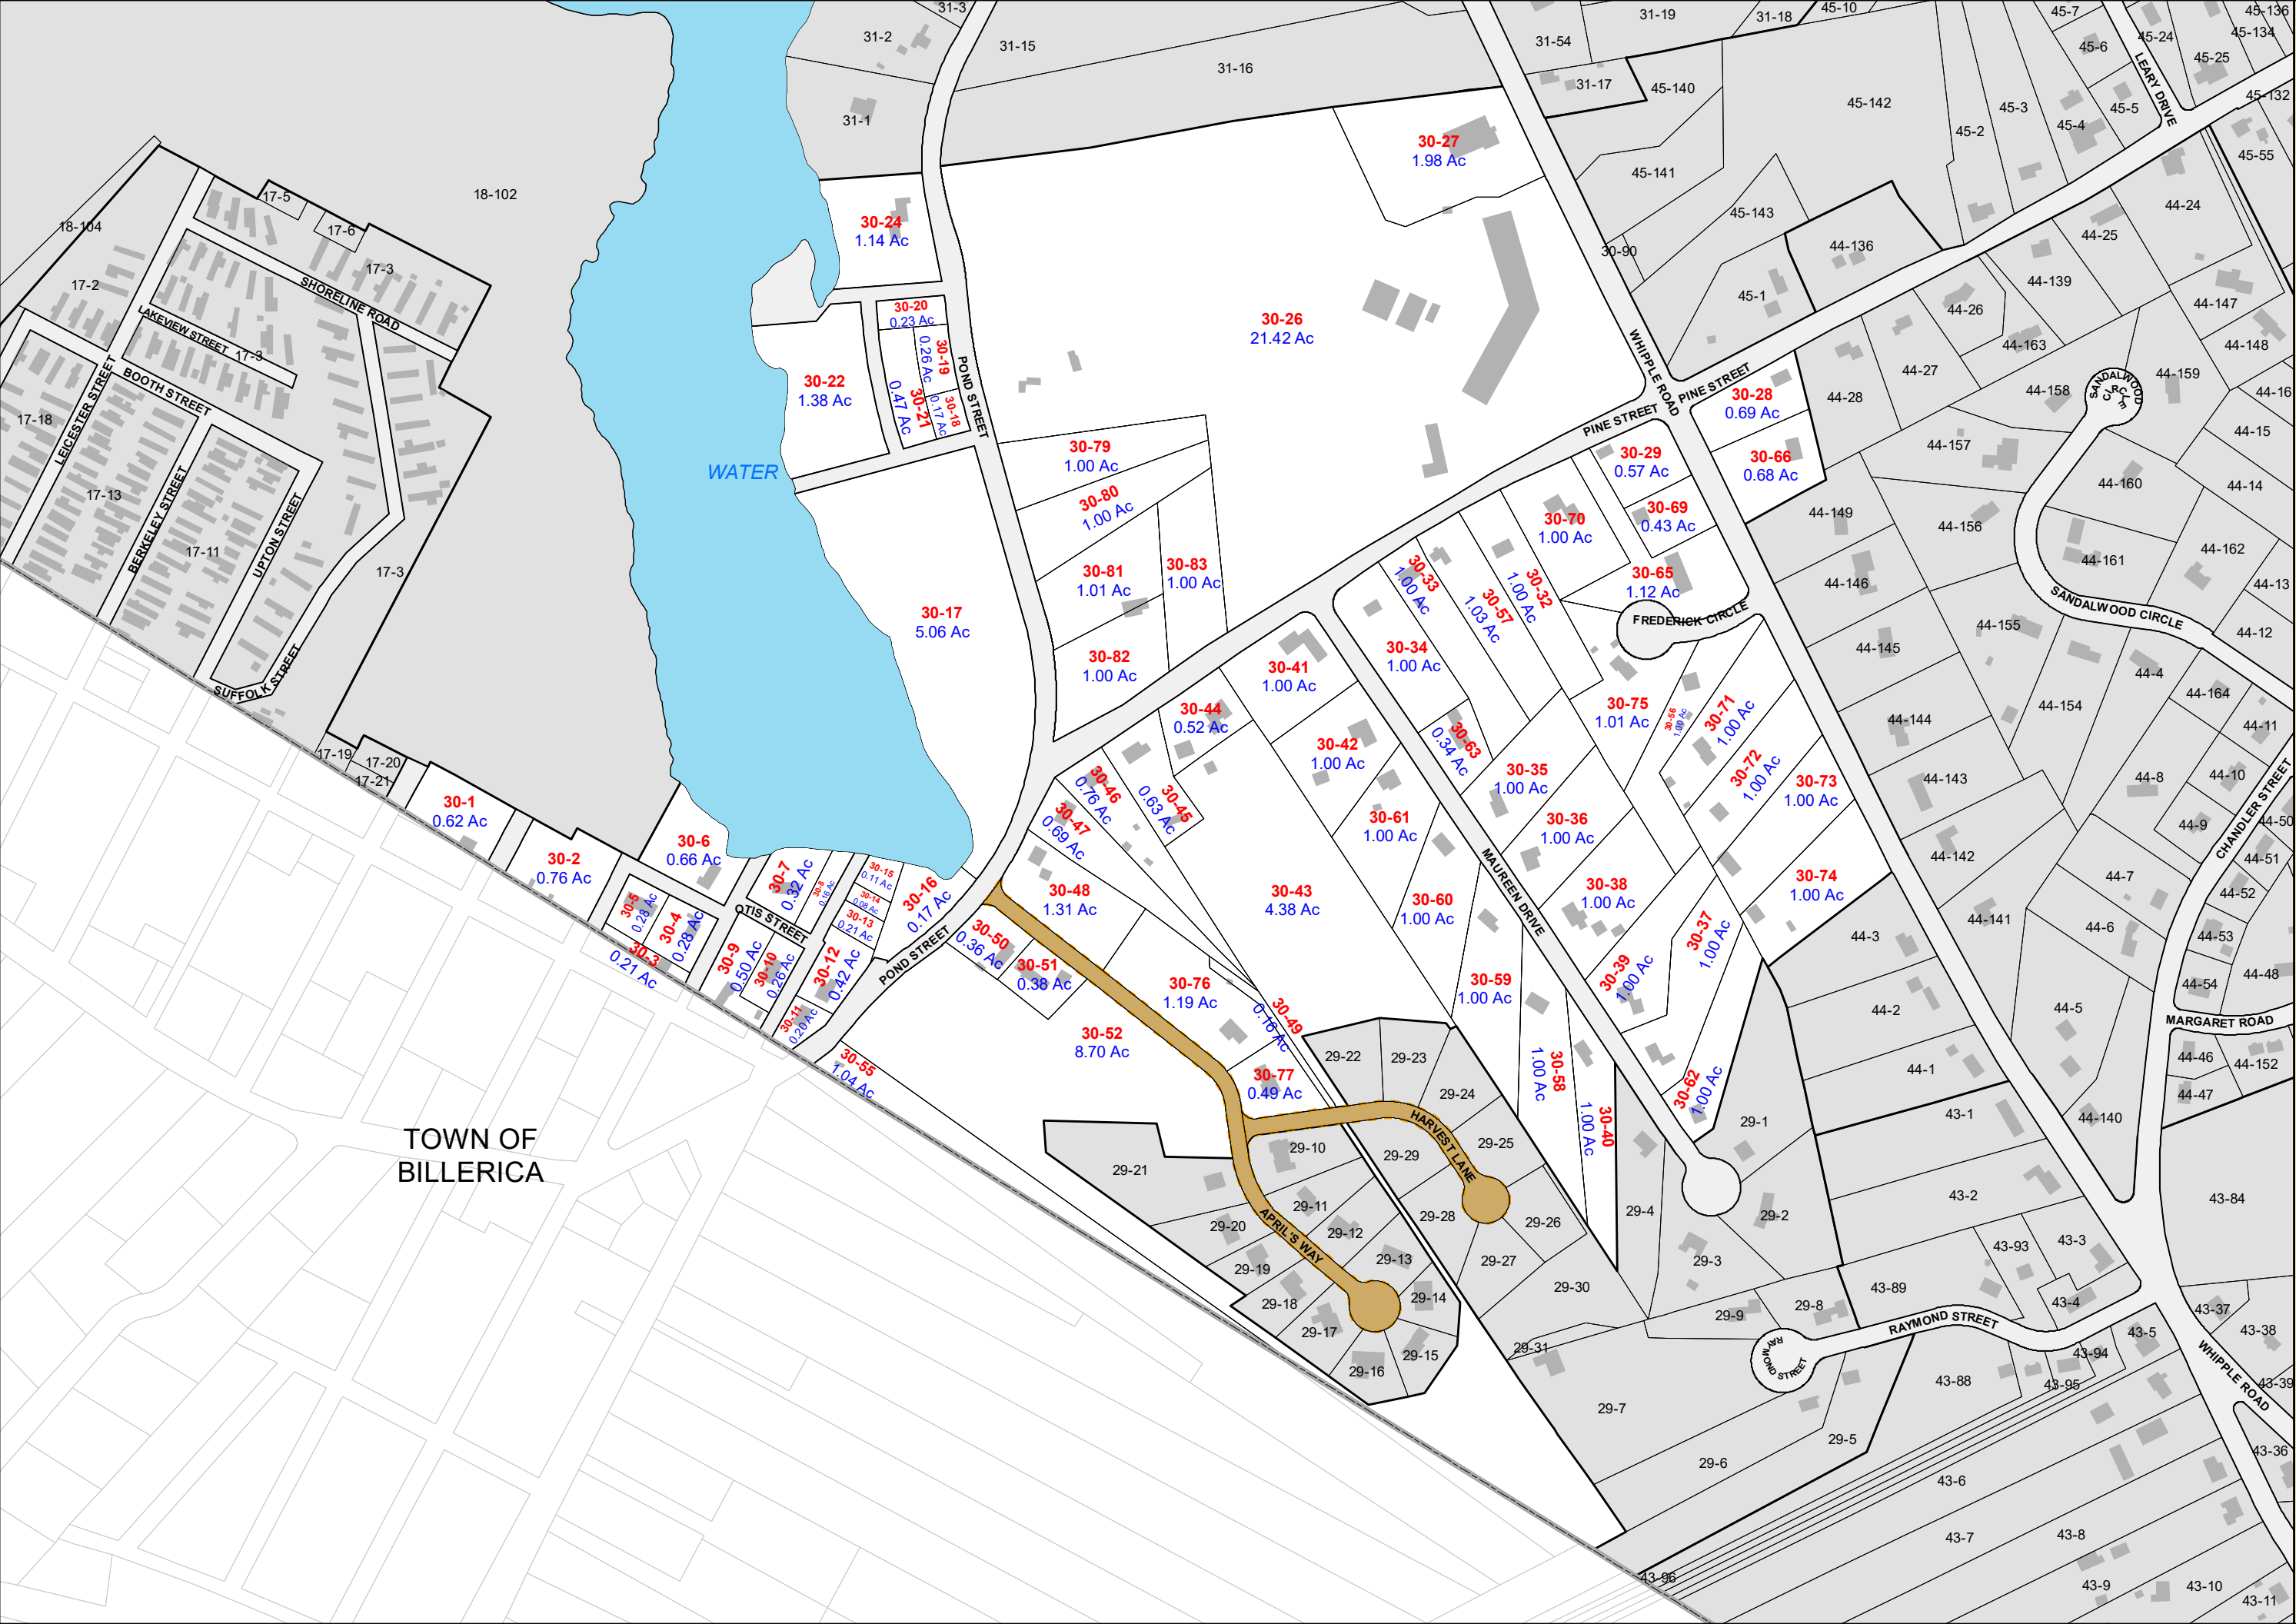 31-3
31-2
31-15
31-16
31-1
31-54
31-19
31-18
45-10
31-17
45-140
45-142
45-7
45-6
45-24
45-136
45-134
45-25
LEARY DRIVE
45-132
45-3
45-5
45-4
45-2
45-55
45-141
45-143
30-90
44-136
45-1
44-24
44-25
44-139
44-147
44-26
44-163
44-148
44-27
44-28
44-158
44-159
SANDALWOOD
CIRCLE
44-16
44-15
44-157
44-160
44-14
44-149
44-156
44-161
44-162
44-13
44-146
SANDALWOOD CIRCLE
44-155
44-12
44-145
44-4
44-164
44-154
44-11
44-144
44-143
44-8
44-10
CHANDLER STREET
44-9
44-50
44-142
44-51
44-7
44-52
44-141
44-6
44-53
44-3
44-54
44-48
44-2
44-5
MARGARET ROAD
44-46
44-152
44-1
44-47
44-140
43-1
43-2
43-84
43-93
43-3
43-89
43-4
43-37
43-38
43-5
RAYMOND STREET
RAYMOND STREET
43-94
43-95
43-88
WHIPPLE ROAD
43-39
43-36
43-6
43-7
43-8
43-96
43-9
43-10
43-11
18-102
18-104
17-5
17-6
17-3
17-2
SHORELINE ROAD
LAKEVIEW STREET
17-3
BOOTH STREET
LEICESTER STREET
17-18
17-13
BERKELEY STREET
17-11
UPTON STREET
17-3
SUFFOLK STREET
17-19
17-20
17-21
WATER
30-24
1.14 Ac
30-27
1.98 Ac
30-26
21.42 Ac
30-20
0.23 Ac
30-19
0.26 Ac
30-18
0.17 Ac
30-21
0.47 Ac
30-22
1.38 Ac
POND STREET
WHIPPLE ROAD
PINE STREET
PINE STREET
30-28
0.69 Ac
30-66
0.68 Ac
30-29
0.57 Ac
30-69
0.43 Ac
30-70
1.00 Ac
30-65
1.12 Ac
FREDERICK CIRCLE
30-79
1.00 Ac
30-80
1.00 Ac
30-81
1.01 Ac
30-83
1.00 Ac
30-82
1.00 Ac
30-17
5.06 Ac
30-33
1.00 Ac
30-57
1.03 Ac
30-32
1.00 Ac
30-34
1.00 Ac
30-41
1.00 Ac
30-44
0.52 Ac
30-42
1.00 Ac
30-63
0.34 Ac
30-75
1.01 Ac
30-56
1.00 Ac
30-71
1.00 Ac
30-72
1.00 Ac
30-73
1.00 Ac
30-35
1.00 Ac
30-36
1.00 Ac
30-46
0.76 Ac
30-45
0.63 Ac
30-47
0.69 Ac
30-61
1.00 Ac
30-48
1.31 Ac
30-43
4.38 Ac
30-60
1.00 Ac
MAUREEN DRIVE
30-38
1.00 Ac
30-74
1.00 Ac
30-37
1.00 Ac
30-39
1.00 Ac
30-59
1.00 Ac
30-58
1.00 Ac
30-40
1.00 Ac
30-62
1.00 Ac
30-1
0.62 Ac
30-2
0.76 Ac
30-6
0.66 Ac
30-7
0.32 Ac
30-8
0.16 Ac
30-15
0.11 Ac
30-14
0.08 Ac
30-13
0.21 Ac
30-16
0.17 Ac
30-5
0.28 Ac
30-4
0.28 Ac
30-3
0.21 Ac
OTIS STREET
30-9
0.50 Ac
30-10
0.26 Ac
30-12
0.42 Ac
30-11
0.20 Ac
POND STREET
30-50
0.36 Ac
30-51
0.38 Ac
30-76
1.19 Ac
30-49
0.16 Ac
30-52
8.70 Ac
30-55
1.04 Ac
30-77
0.49 Ac
29-22
29-23
29-24
HARVEST LANE
29-25
29-10
29-29
29-21
29-11
29-28
29-26
29-20
29-12
APRIL'S WAY
29-13
29-27
29-19
29-14
29-30
29-18
29-17
29-15
29-16
29-31
29-1
29-4
29-2
29-3
29-9
29-8
29-7
29-5
29-6
TOWN OF
BILLERICA